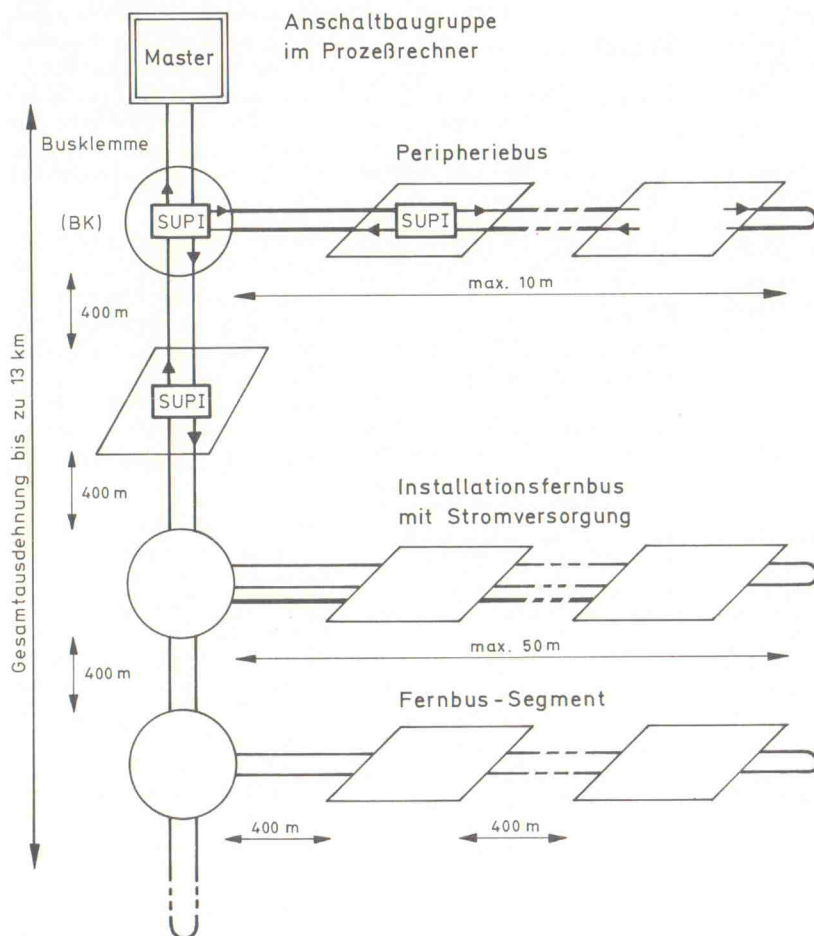 Anschaltbaugruppe
im Prozeßrechner
Master
Busklemme
Peripheriebus
(BK)
SUPI
SUPI
max. 10 m
400 m
Gesamtausdehnung bis zu 13 km
SUPI
400 m
Installationsfernbus
mit Stromversorgung
max. 50 m
400 m
Fernbus-Segment
400 m
400 m